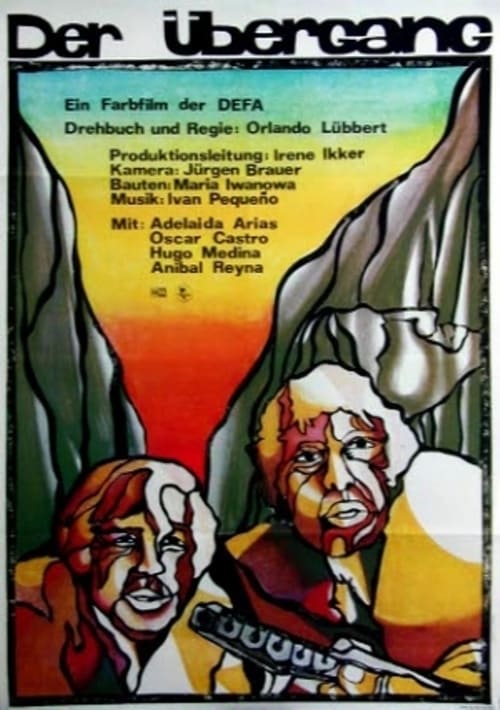 Der Übergang
Ein Farbfilm der DEFA
Drehbuch und Regie: Orlando Lübbert
Produktionsleitung: Irene Ikker
Kamera: Jürgen Brauer
Bauten: Maria Iwanowa
Musik: Ivan Pequeño
Mit: Adelaida Arias
Oscar Castro
Hugo Medina
Anibal Reyna